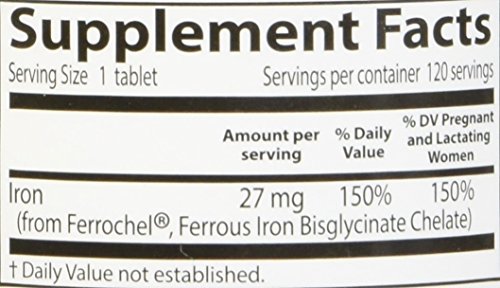 Supplement Facts
Serving Size 1 tablet Servings per container 120 servings
Amount per serving % Daily Value % DV Pregnant and Lactating Women
Iron 27 mg 150% 150%
(from Ferrochel®, Ferrous Iron Bisglycinate Chelate)
† Daily Value not established.